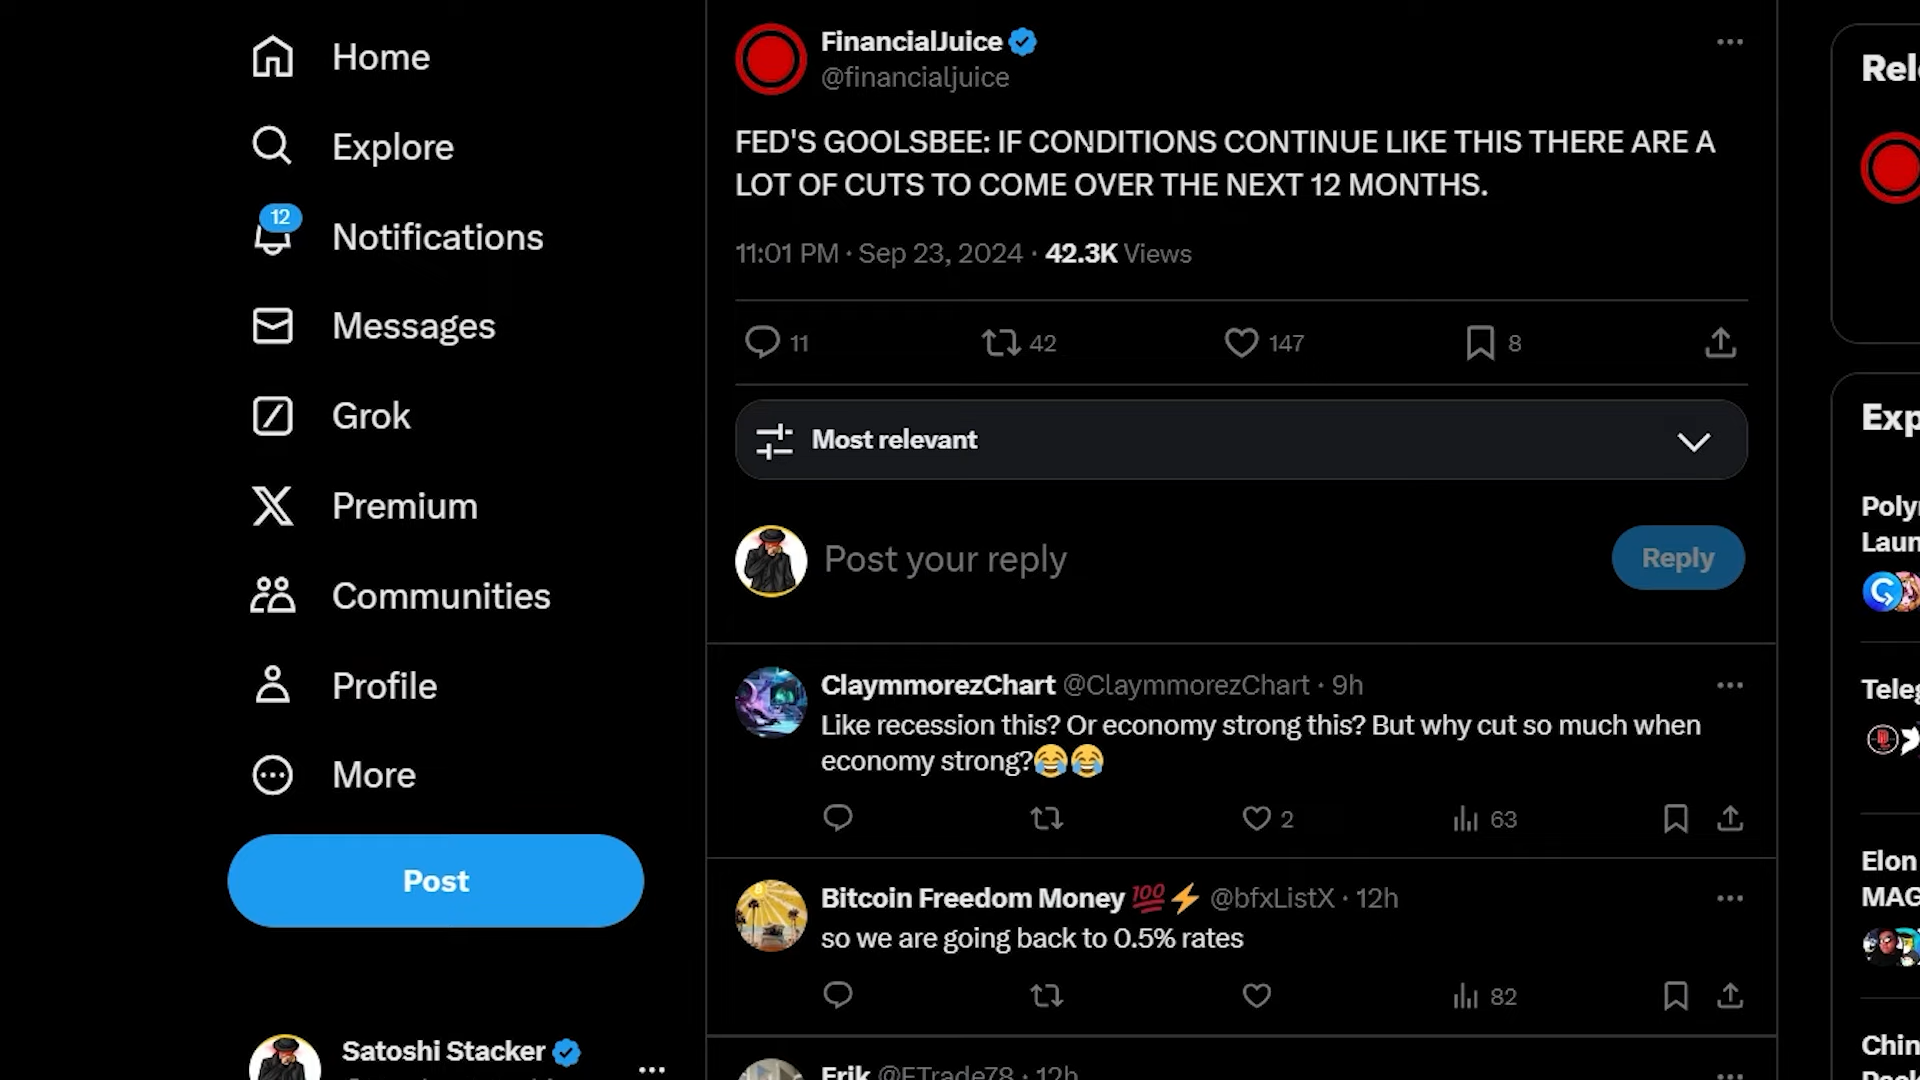 Home
Explore
12
Notifications
Messages
Grok
Premium
Communities
Profile
More
Post
Satoshi Stacker
FinancialJuice
@financialjuice
FED'S GOOLSBEE: IF CONDITIONS CONTINUE LIKE THIS THERE ARE A
LOT OF CUTS TO COME OVER THE NEXT 12 MONTHS.
11:01 PM · Sep 23, 2024 · 42.3K Views
11 42 147 8
Most relevant
Post your reply
Reply
ClaymmorezChart @ClaymmorezChart · 9h
Like recession this? Or economy strong this? But why cut so much when
economy strong?😂😂
2 63
Bitcoin Freedom Money 💯⚡ @bfxListX · 12h
so we are going back to 0.5% rates
82
Erik @ETrade78 · 12h
Elon